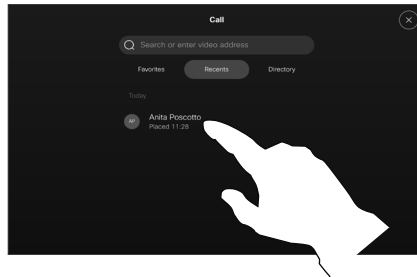 Call
Search or enter video address
Favorites Recents Directory
Today
AP
Anita Poscotto
Placed 11:28